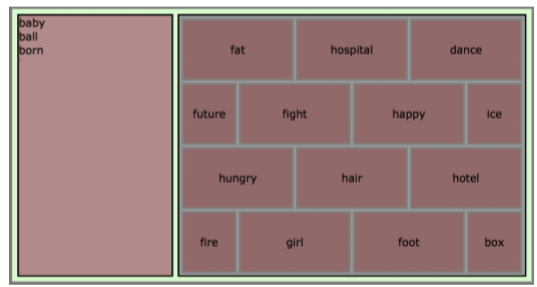 baby
ball
born
fat hospital dance
future fight happy ice
hungry hair hotel
fire girl foot box